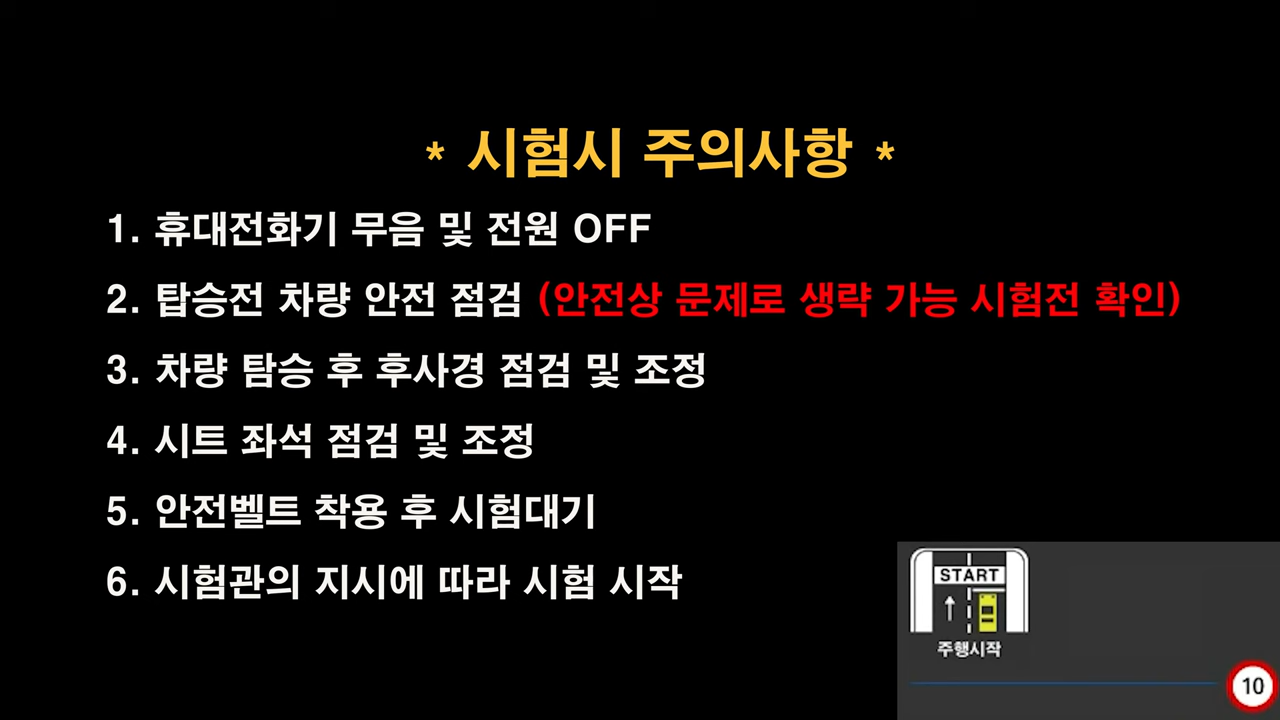 * 시험시 주의사항 *
1. 휴대전화기 무음 및 전원 OFF
2. 탑승전 차량 안전 점검 (안전상 문제로 생략 가능 시험전 확인)
3. 차량 탐승 후 후사경 점검 및 조정
4. 시트 좌석 점검 및 조정
5. 안전벨트 착용 후 시험대기
6. 시험관의 지시에 따라 시험 시작
START
주행시작
10